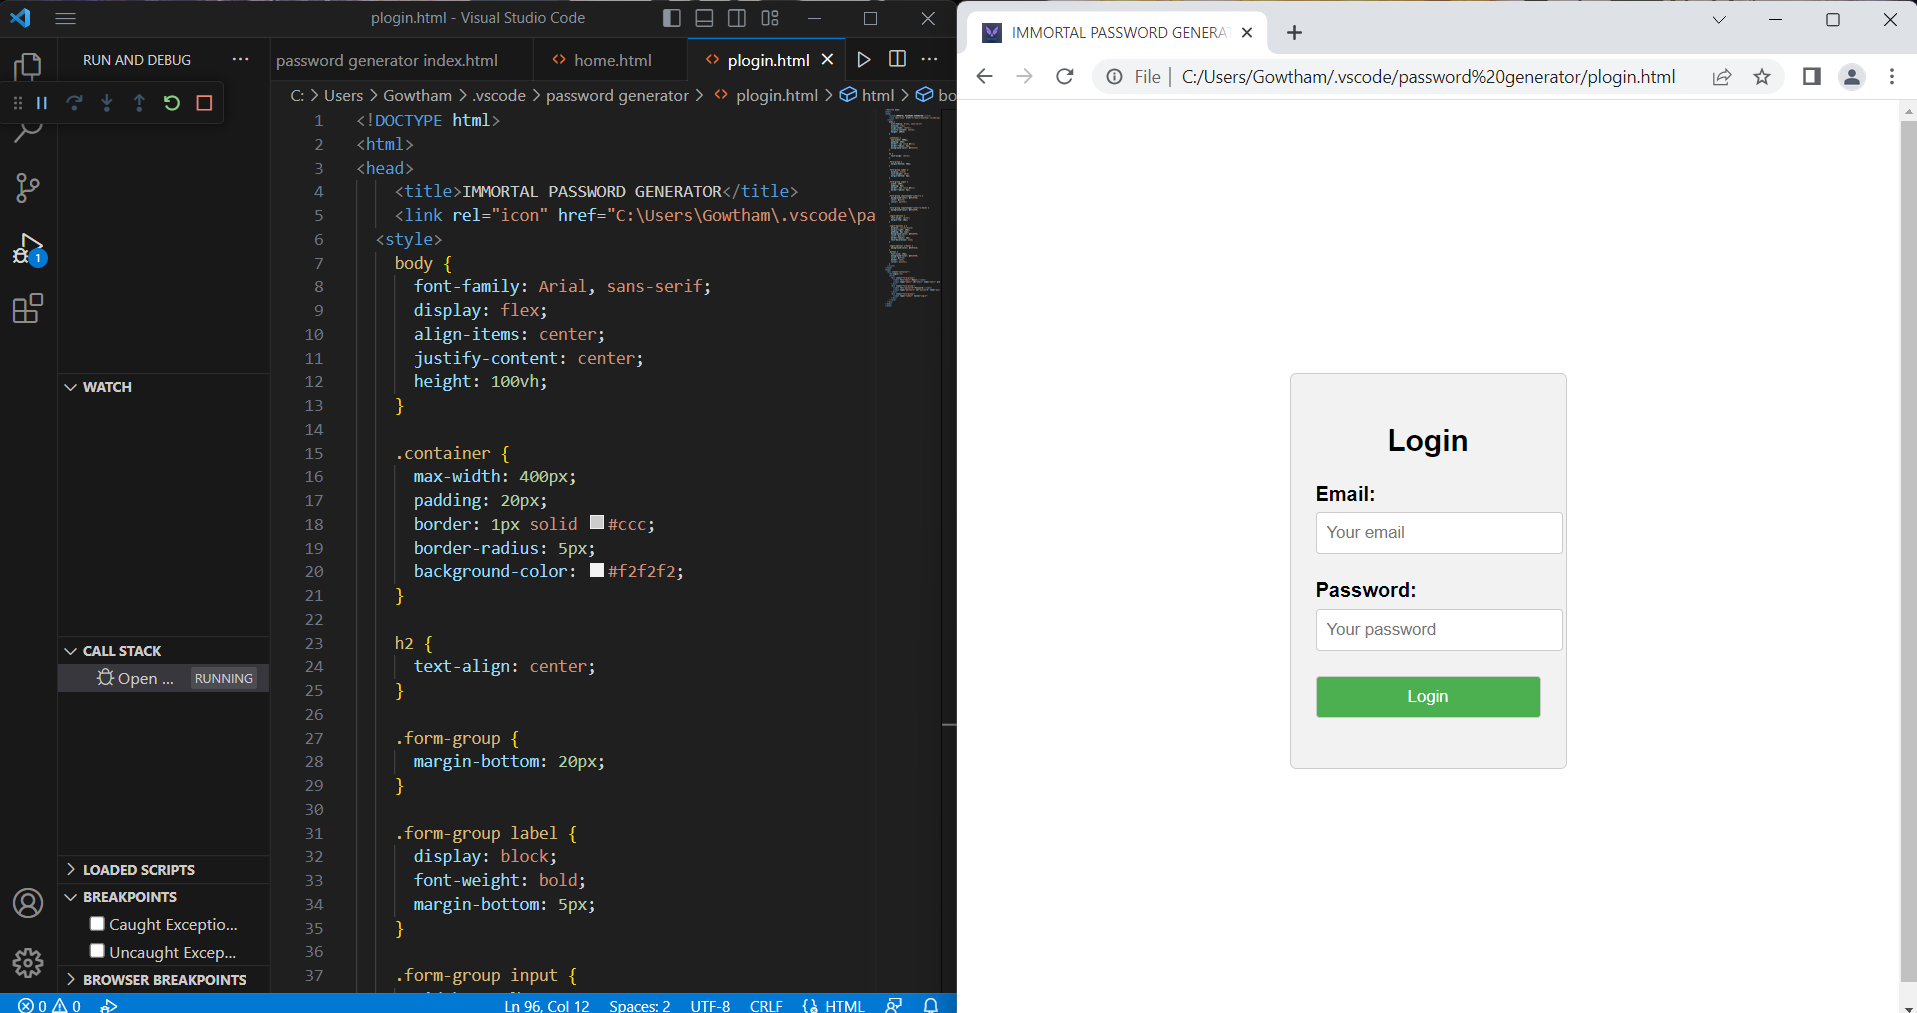 plogin.html - Visual Studio Code
RUN AND DEBUG
password generator index.html
home.html
plogin.html
C: > Users > Gowtham > .vscode > password generator > plogin.html > html > bo
1 <!DOCTYPE html>
2 <html>
3 <head>
4 <title>IMMORTAL PASSWORD GENERATOR</title>
5 <link rel="icon" href="C:\Users\Gowtham\.vscode\pa
6 <style>
7 body {
8 font-family: Arial, sans-serif;
9 display: flex;
10 align-items: center;
11 justify-content: center;
12 height: 100vh;
13 }
14
15 .container {
16 max-width: 400px;
17 padding: 20px;
18 border: 1px solid #ccc;
19 border-radius: 5px;
20 background-color: #f2f2f2;
21 }
22
23 h2 {
24 text-align: center;
25 }
26
27 .form-group {
28 margin-bottom: 20px;
29 }
30
31 .form-group label {
32 display: block;
33 font-weight: bold;
34 margin-bottom: 5px;
35 }
36
37 .form-group input {
1
WATCH
CALL STACK
Open ... RUNNING
LOADED SCRIPTS
BREAKPOINTS
Caught Exceptio...
Uncaught Excep...
BROWSER BREAKPOINTS
0 0
Ln 96, Col 12 Spaces: 2 UTF-8 CRLF HTML
IMMORTAL PASSWORD GENERAT
File | C:/Users/Gowtham/.vscode/password%20generator/plogin.html
Login
Email:
Your email
Password:
Your password
Login